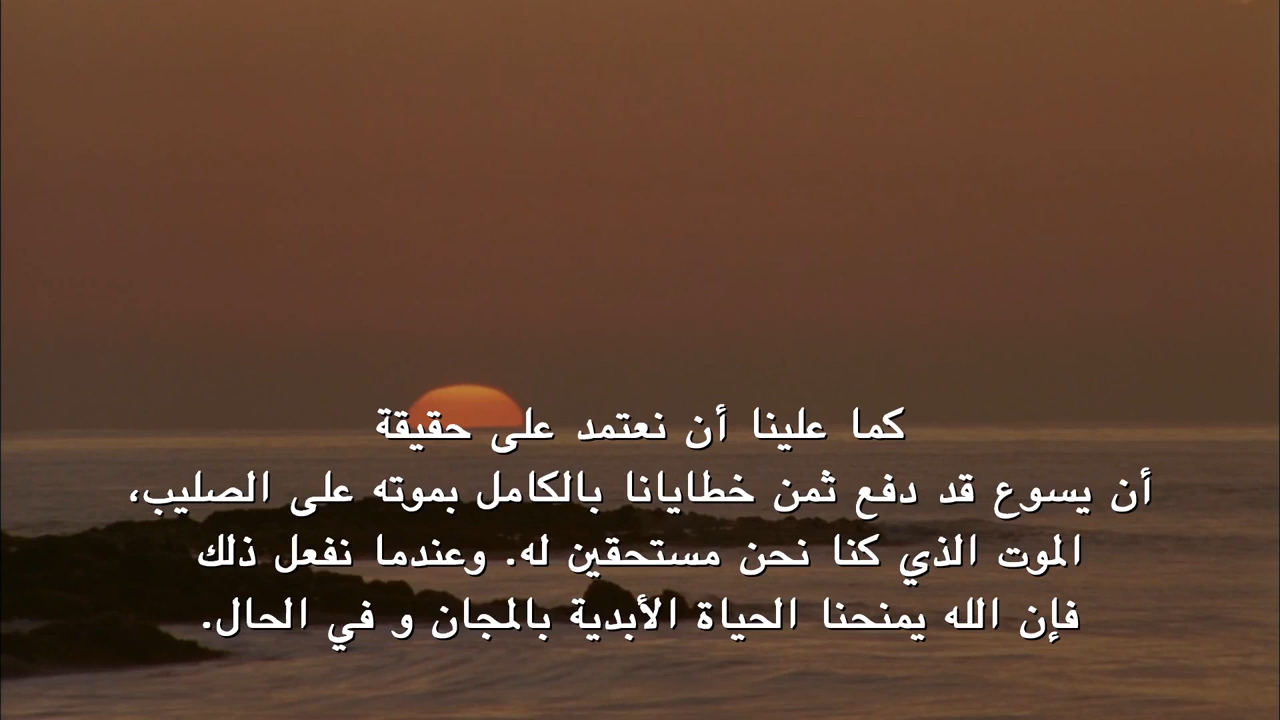 كما علينا أن نعتمد على حقيقة
أن يسوع قد دفع ثمن خطايانا بالكامل بموته على الصليب،
الموت الذي كنا نحن مستحقين له. وعندما نفعل ذلك
فإن الله يمنحنا الحياة الأبدية بالمجان و في الحال.